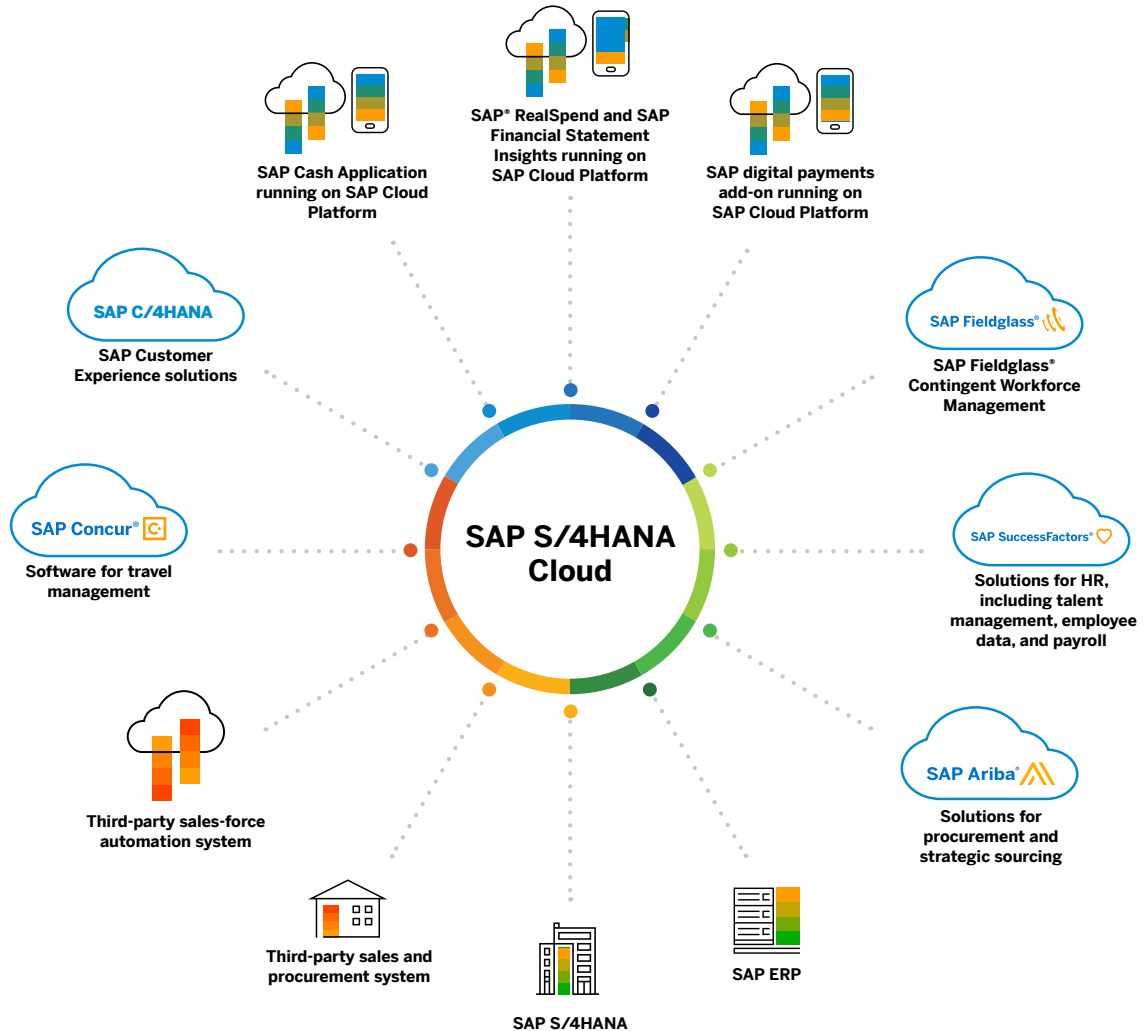 SAP® RealSpend and SAP
Financial Statement
Insights running on
SAP Cloud Platform
SAP Cash Application
running on SAP Cloud
Platform
SAP digital payments
add-on running on
SAP Cloud Platform
SAP C/4HANA
SAP Customer
Experience solutions
SAP Fieldglass®
SAP Fieldglass®
Contingent Workforce
Management
SAP Concur® C
Software for travel
management
SAP S/4HANA
Cloud
SAP SuccessFactors®
Solutions for HR,
including talent
management, employee
data, and payroll
Third-party sales-force
automation system
SAP Ariba®
Solutions for
procurement and
strategic sourcing
Third-party sales and
procurement system
SAP S/4HANA
SAP ERP